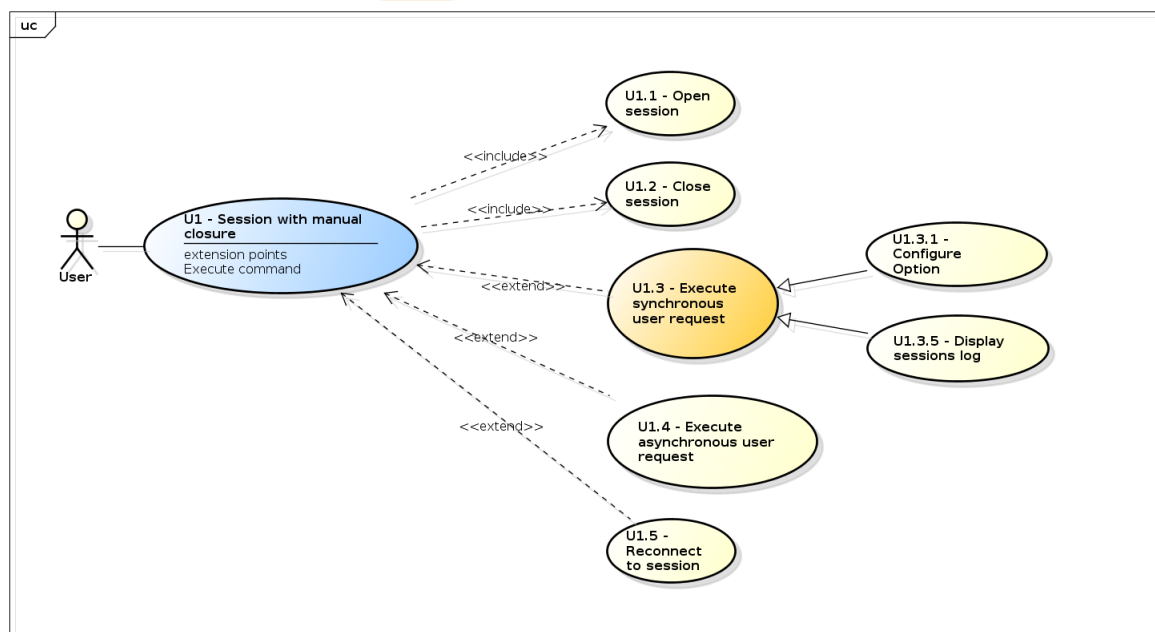 uc
U1.1 - Open
session
<<include>>
U1.2 - Close
session
<<include>>
U1 - Session with manual
closure
extension points
Execute command
User
U1.3 - Execute
synchronous
user request
<<extend>>
U1.3.1 -
Configure
Option
U1.3.5 - Display
sessions log
<<extend>>
U1.4 - Execute
asynchronous user
request
<<extend>>
U1.5 -
Reconnect
to session